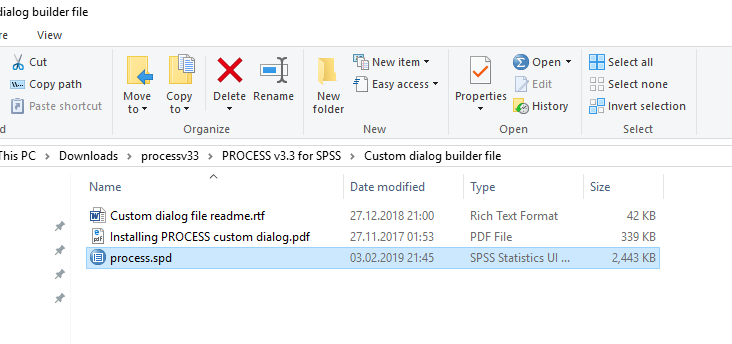 dialog builder file
re View
Cut
Copy path
Paste shortcut
Move to
Copy to
Delete
Rename
New folder
New item
Easy access
Properties
Open
Edit
History
Select all
Select none
Invert selection
d Organize New Open Select
This PC > Downloads > processv33 > PROCESS v3.3 for SPSS > Custom dialog builder file
Name Date modified Type Size
Custom dialog file readme.rtf 27.12.2018 21:00 Rich Text Format 42 KB
Installing PROCESS custom dialog.pdf 27.11.2017 01:53 PDF File 339 KB
process.spd 03.02.2019 21:45 SPSS Statistics UI ... 2,443 KB